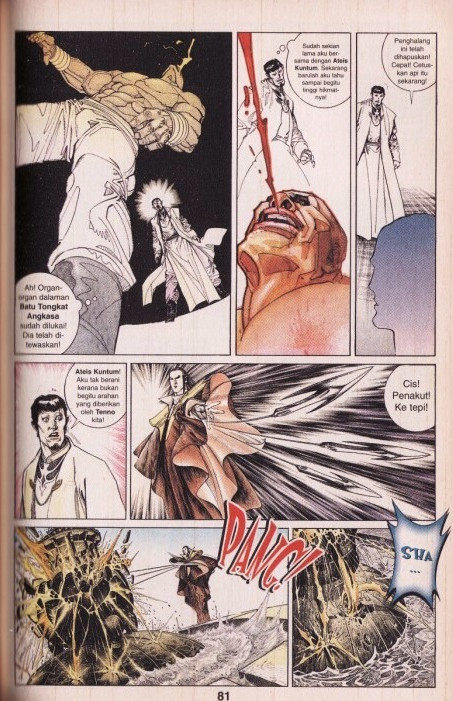 Ah! Organ-
organ dalaman
Batu Tongkat
Angkasa
sudah dilukai!
Dia telah di-
tewaskan!
Sudah sekian
lama aku ber-
sama dengan Ateis
Kuntum. Sekarang
barulah aku tahu
sampai begitu
tinggi hikmat-
nya!
Penghalang
ini telah
dihapuskan!
Cepat! Cetus-
kan api itu
sekarang!
Ateis Kuntum!
Aku tak berani
kerana bukan
begitu arahan
yang diberikan
oleh Tenno
kita!
Cis!
Penakut!
Ke tepi!
PANG!
SHA
...
81